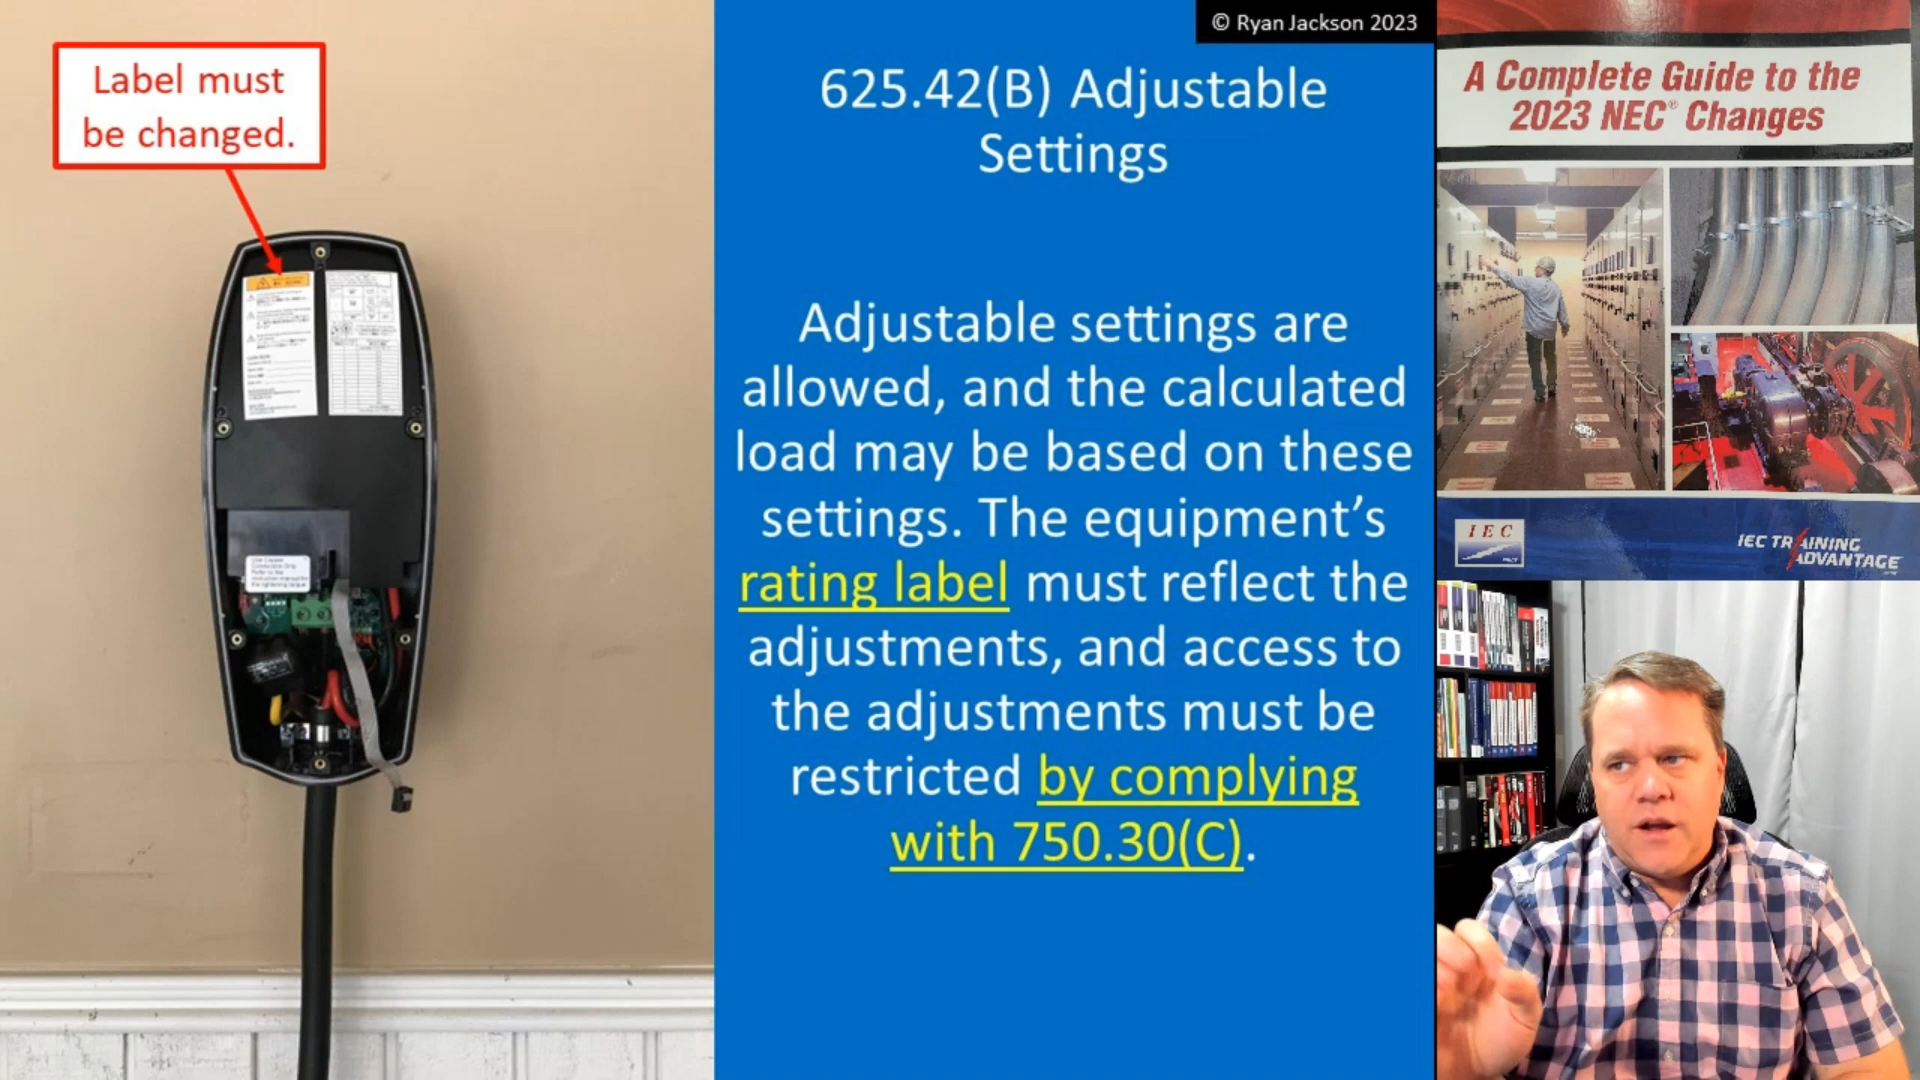 Label must
be changed.
© Ryan Jackson 2023
625.42(B) Adjustable
Settings
Adjustable settings are
allowed, and the calculated
load may be based on these
settings. The equipment’s
rating label must reflect the
adjustments, and access to
the adjustments must be
restricted by complying
with 750.30(C).
A Complete Guide to the
2023 NEC® Changes
IEC
IEC TRAINING
ADVANTAGE